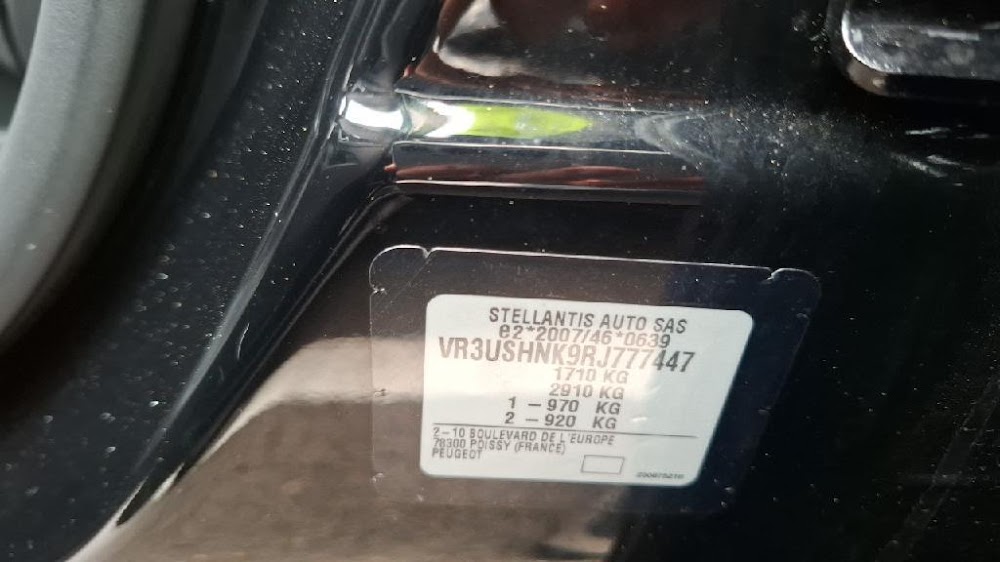 STELLANTIS AUTO SAS
e2*2007/46*0639
VR3USHNK9RJ777447
1710 KG
2910 KG
1 – 970 KG
2 – 920 KG
2–10 BOULEVARD DE L'EUROPE
78300 POISSY (FRANCE)
PEUGEOT